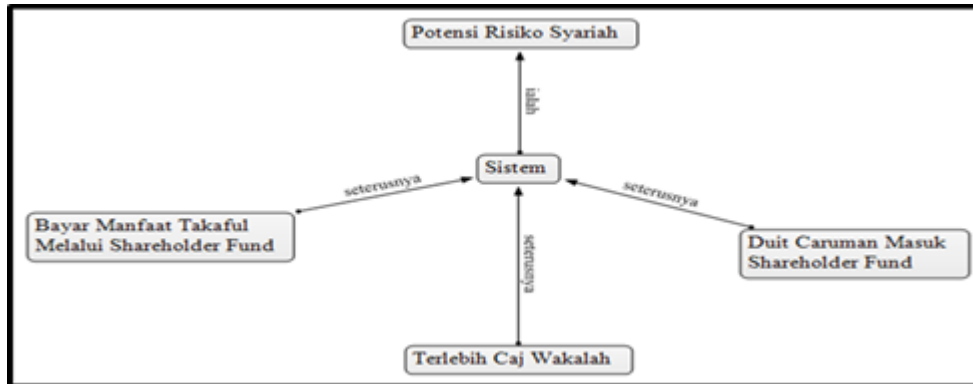 Potensi Risiko Syariah
ialah
Sistem
seterusnya
seterusnya
Bayar Manfaat Takaful
Melalui Shareholder Fund
seterusnya
Duit Caruman Masuk
Shareholder Fund
Terlebih Caj Wakalah